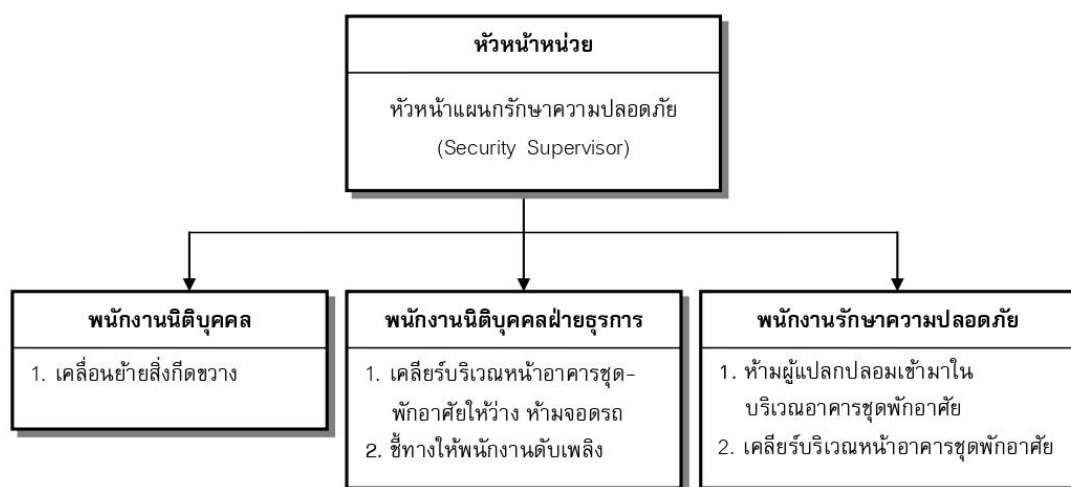 หัวหน้าหน่วย
หัวหน้าแผนกรักษาความปลอดภัย
(Security Supervisor)
พนักงานนิติบุคคล
1. เคลื่อนย้ายสิ่งกีดขวาง
พนักงานนิติบุคคลฝ่ายธุรการ
1. เคลียร์บริเวณหน้าอาคารชุด-
พักอาศัยให้ว่าง ห้ามจอดรถ
2. ชี้ทางให้พนักงานดับเพลิง
พนักงานรักษาความปลอดภัย
1. ห้ามผู้แปลกปลอมเข้ามาใน
บริเวณอาคารชุดพักอาศัย
2. เคลียร์บริเวณหน้าอาคารชุดพักอาศัย